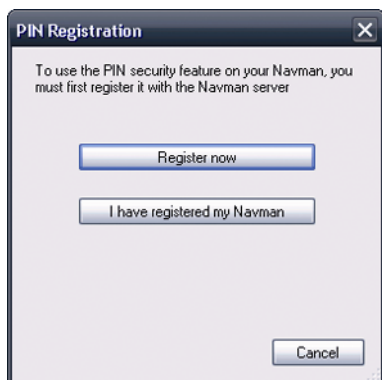 PIN Registration
To use the PIN security feature on your Navman, you
must first register it with the Navman server
Register now
I have registered my Navman
Cancel